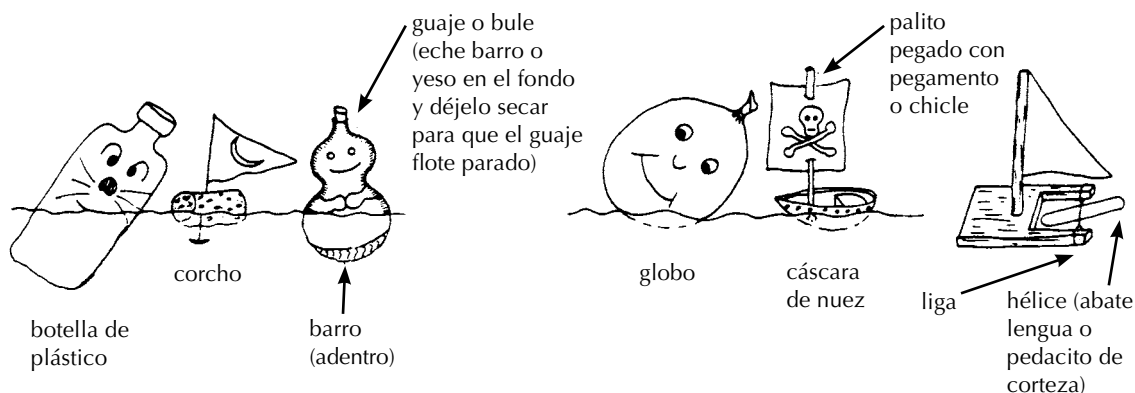 guaje o bule
(eche barro o
yeso en el fondo
y déjelo secar
para que el guaje
flote parado)
corcho
botella de
plástico
barro
(adentro)
palito
pegado con
pegamento
o chicle
globo
cáscara
de nuez
liga
hélice (abate
lengua o
pedacito de
corteza)